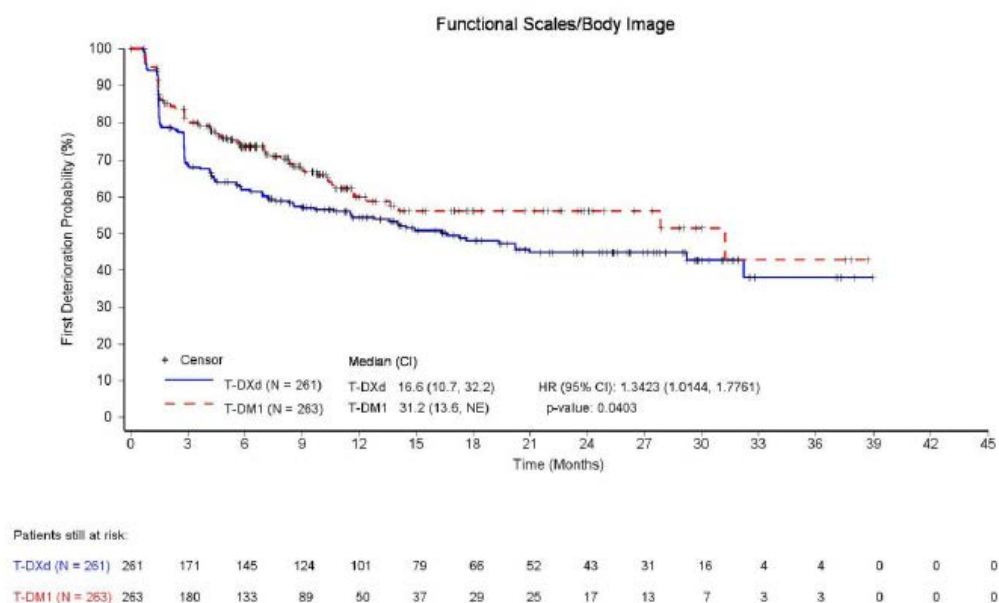 Functional Scales/Body Image
First Deterioration Probability (%)
100
90
80
70
60
50
40
30
20
10
0
+ Censor Median (CI)
T-DXd (N = 261) T-DXd 16.6 (10.7, 32.2) HR (95% CI): 1.3423 (1.0144, 1.7761)
T-DM1 (N = 263) T-DM1 31.2 (13.6, NE) p-value: 0.0403
0 3 6 9 12 15 18 21 24 27 30 33 36 39 42 45
Time (Months)
Patients still at risk:
T-DXd (N = 261) 261 171 145 124 101 79 66 52 43 31 16 4 4 0 0 0
T-DM1 (N = 263) 263 180 133 89 50 37 29 25 17 13 7 3 3 0 0 0